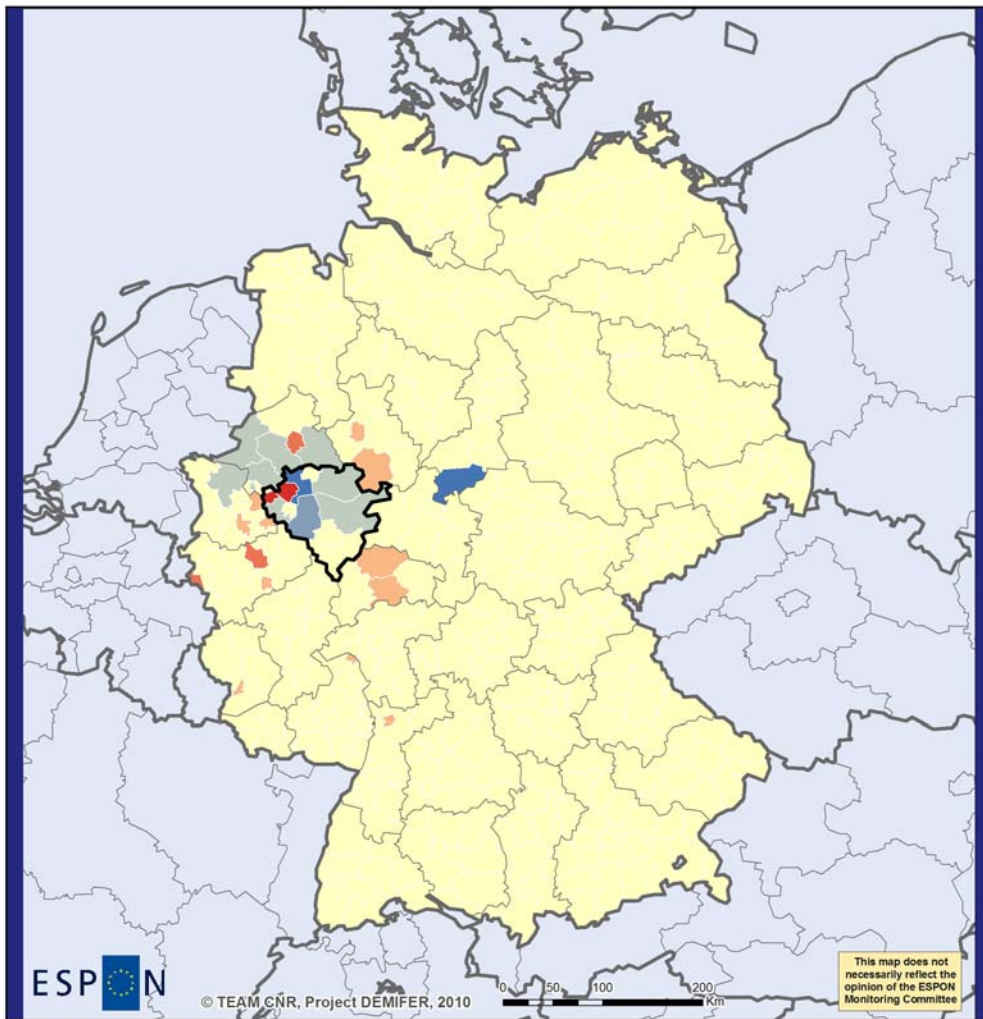 ESPON
© TEAM CNR, Project DEMIFER, 2010
0 50 100 200
Km
This map does not
necessarily reflect the
opinion of the ESPON
Monitoring Committee